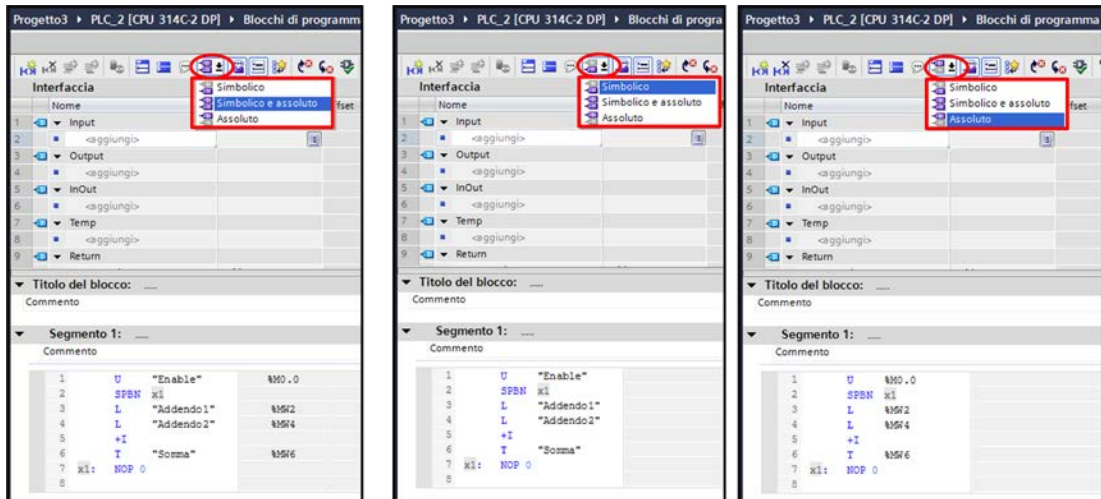 Progetto3 ▸ PLC_2 [CPU 314C-2 DP] ▸ Blocchi di programm
Interfaccia
Simbolico
Simbolico e assoluto
Assoluto
Nome
fset
1 Input
2 <aggiungi>
3 Output
4 <aggiungi>
5 InOut
6 <aggiungi>
7 Temp
8 <aggiungi>
9 Return
Titolo del blocco: .....
Commento
Segmento 1: .....
Commento
1 U "Enable" %M0.0
2 SPBN x1
3 L "Addendo1" %MW2
4 L "Addendo2" %MW4
5 +I
6 T "Somma" %MW6
7 x1: NOP 0
8
Progetto3 ▸ PLC_2 [CPU 314C-2 DP] ▸ Blocchi di progra
Interfaccia
Simbolico
Simbolico e assoluto
Assoluto
Nome
1 Input
2 <aggiungi>
3 Output
4 <aggiungi>
5 InOut
6 <aggiungi>
7 Temp
8 <aggiungi>
9 Return
Titolo del blocco: .....
Commento
Segmento 1: .....
Commento
1 U "Enable"
2 SPBN x1
3 L "Addendo1"
4 L "Addendo2"
5 +I
6 T "Somma"
7 x1: NOP 0
8
Progetto3 ▸ PLC_2 [CPU 314C-2 DP] ▸ Blocchi di programma
Interfaccia
Simbolico
Simbolico e assoluto
Assoluto
Nome
fset
1 Input
2 <aggiungi>
3 Output
4 <aggiungi>
5 InOut
6 <aggiungi>
7 Temp
8 <aggiungi>
9 Return
Titolo del blocco: .....
Commento
Segmento 1: .....
Commento
1 U %M0.0
2 SPBN x1
3 L %MW2
4 L %MW4
5 +I
6 T %MW6
7 x1: NOP 0
8